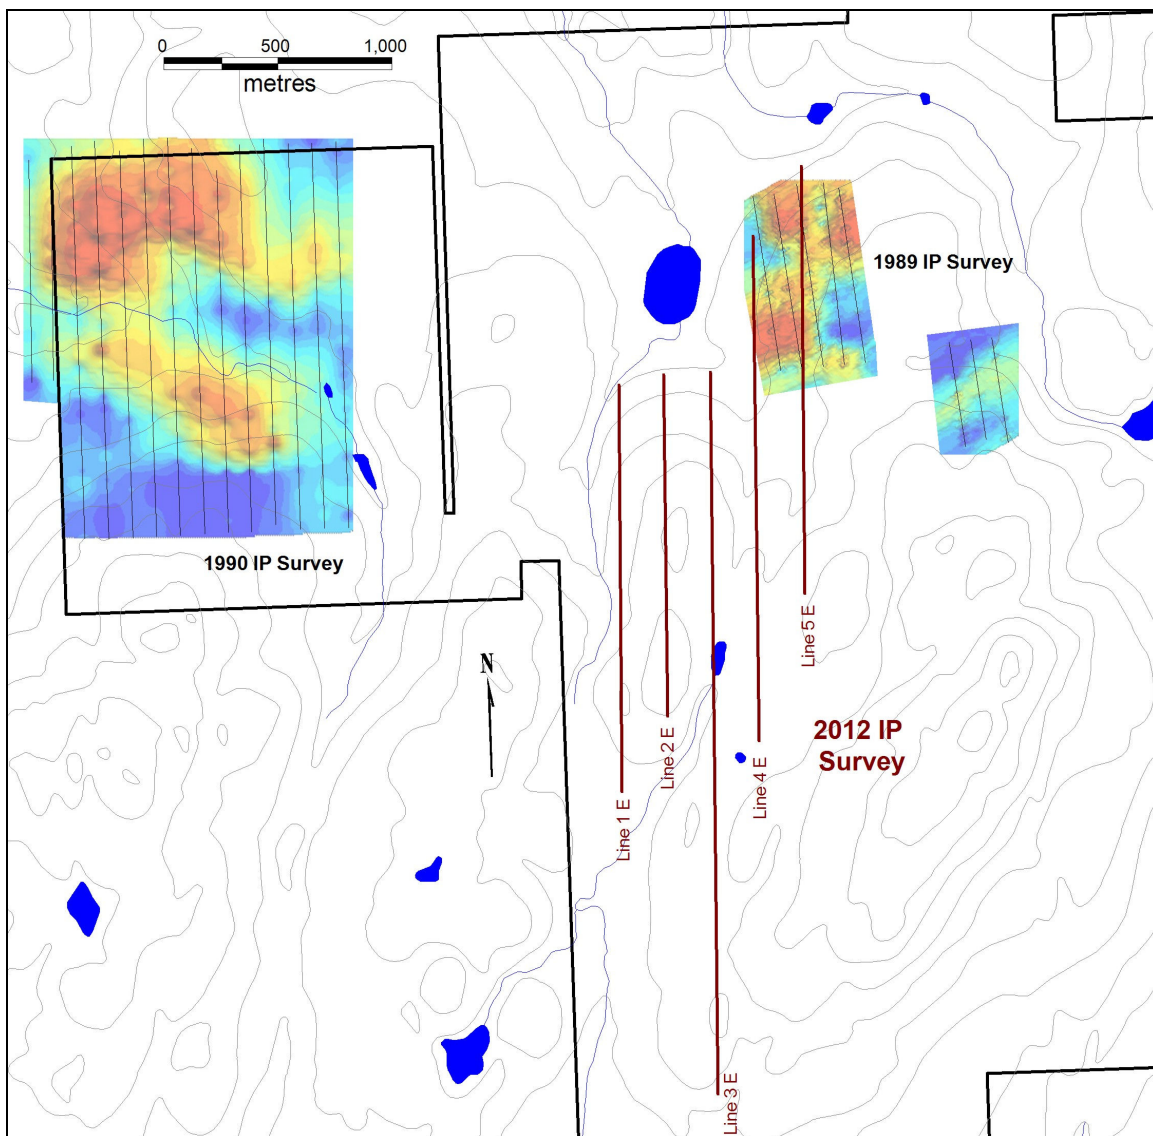 0 500 1,000
metres
1989 IP Survey
1990 IP Survey
N
Line 5 E
2012 IP
Survey
Line 2 E
Line 4 E
Line 1 E
Line 3 E